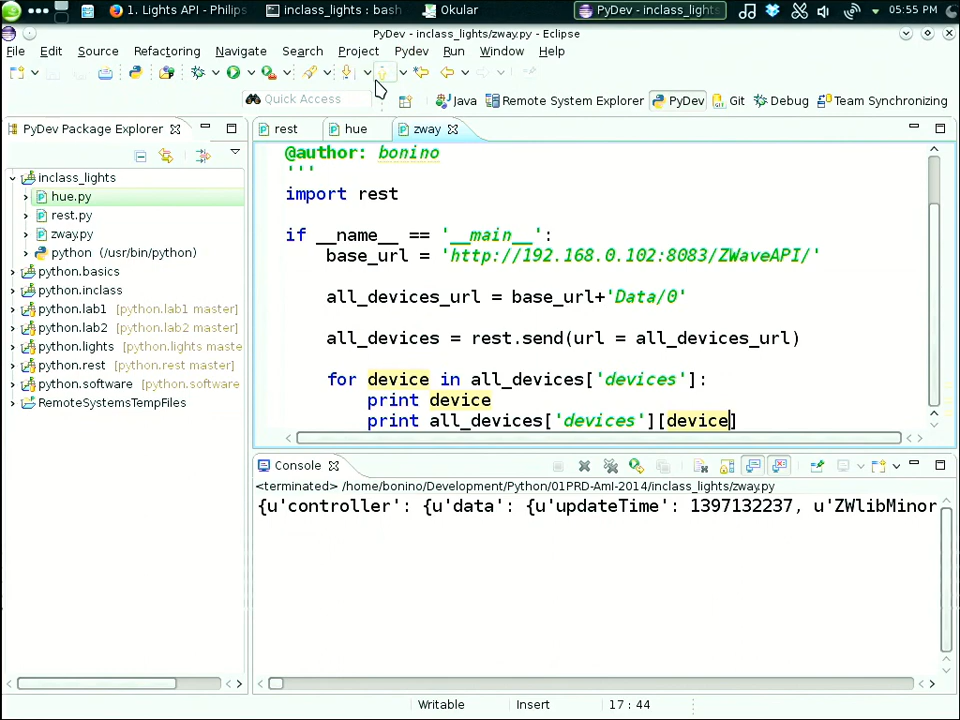 1. Lights API - Philips
inclass_lights : bash
Okular
PyDev - inclass_lights
05:55 PM
PyDev - inclass_lights/zway.py - Eclipse
File Edit Source Refactoring Navigate Search Project Pydev Run Window Help
Quick Access
Java
Remote System Explorer
PyDev
Git
Debug
Team Synchronizing
PyDev Package Explorer
inclass_lights
hue.py
rest.py
zway.py
python (/usr/bin/python)
python.basics
python.inclass
python.lab1 [python.lab1 master]
python.lab2 [python.lab2 master]
python.lights [python.lights maste
python.rest [python.rest master]
python.software [python.software
RemoteSystemsTempFiles
rest
hue
zway
@author: bonino
'''
import rest
if __name__ == '__main__':
base_url = 'http://192.168.0.102:8083/ZWaveAPI/'
all_devices_url = base_url+'Data/0'
all_devices = rest.send(url = all_devices_url)
for device in all_devices['devices']:
print device
print all_devices['devices'][device]
Console
<terminated> /home/bonino/Development/Python/01PRD-AmI-2014/inclass_lights/zway.py
{u'controller': {u'data': {u'updateTime': 1397132237, u'ZWlibMinor
Writable
Insert
17 : 44